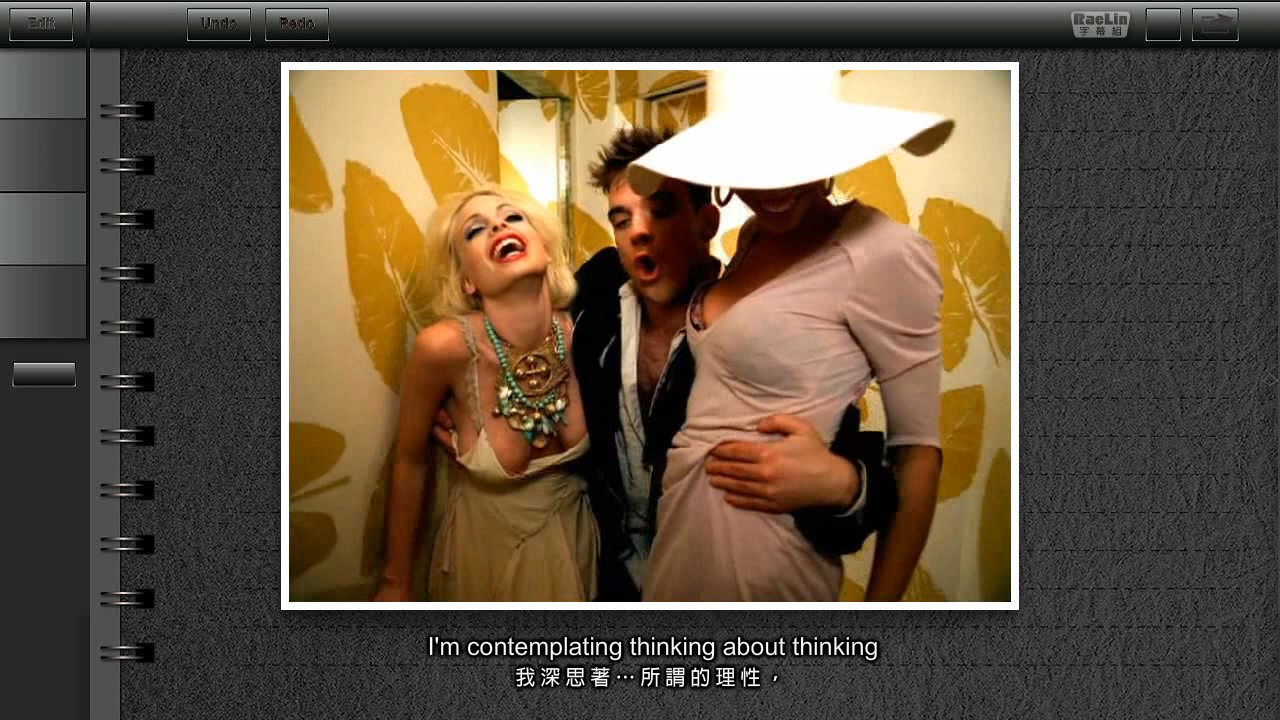 Edit
Undo
Redo
RaeLin
字幕組
I'm contemplating thinking about thinking
我深思著…所謂的理性，